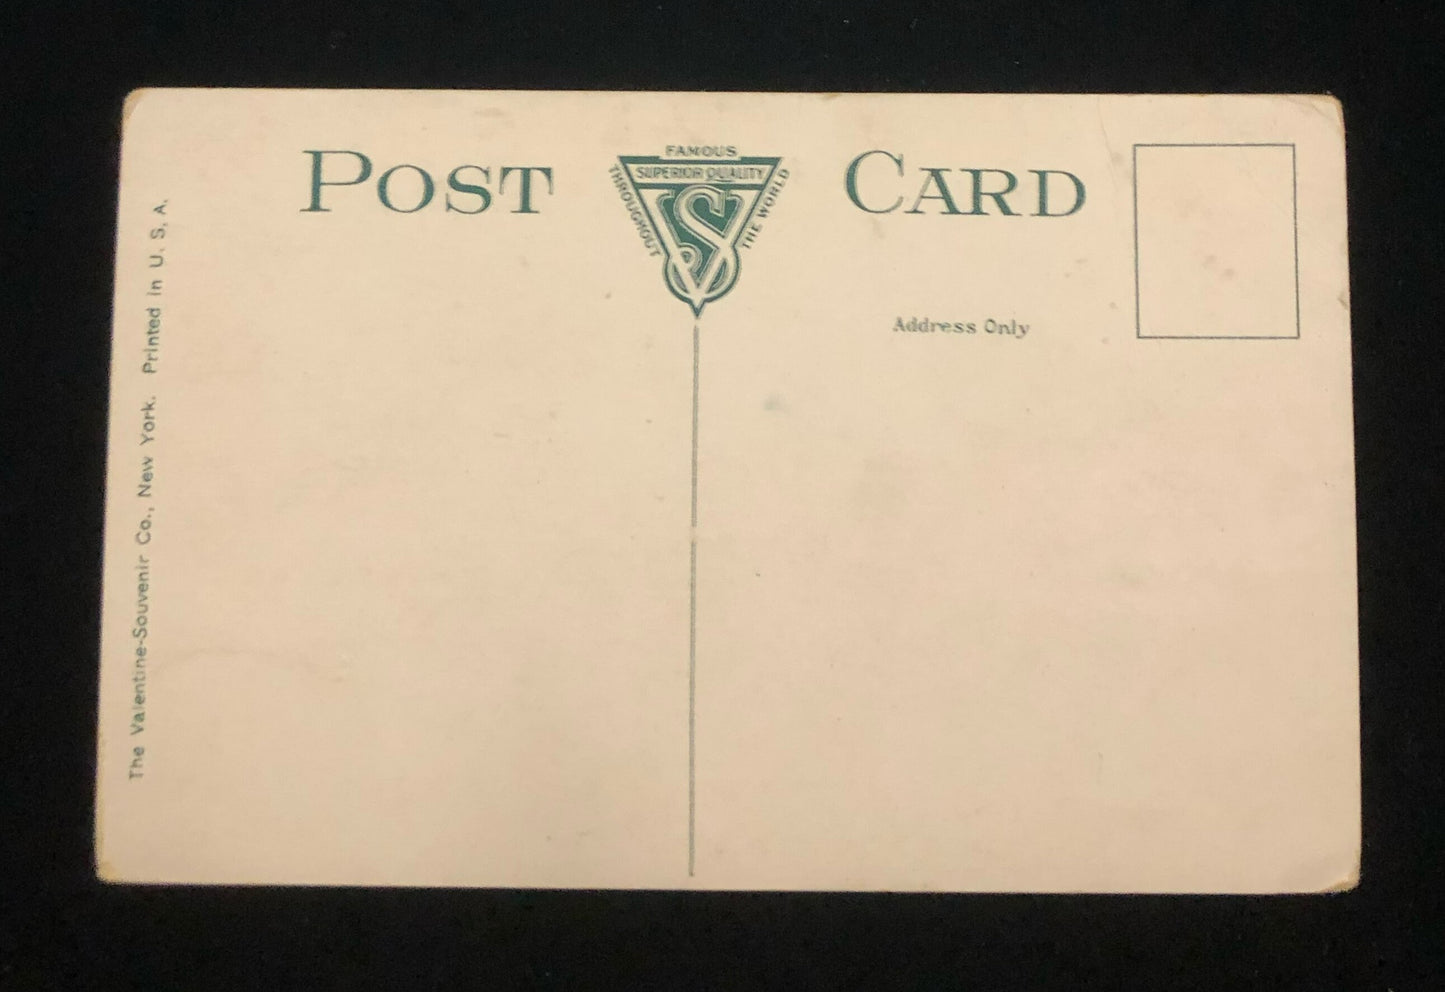 POST CARD
FAMOUS
SUPERIOR QUALITY
THROUGHOUT
THE WORLD
VS
Address Only
The Valentine-Souvenir Co., New York. Printed in U. S. A.